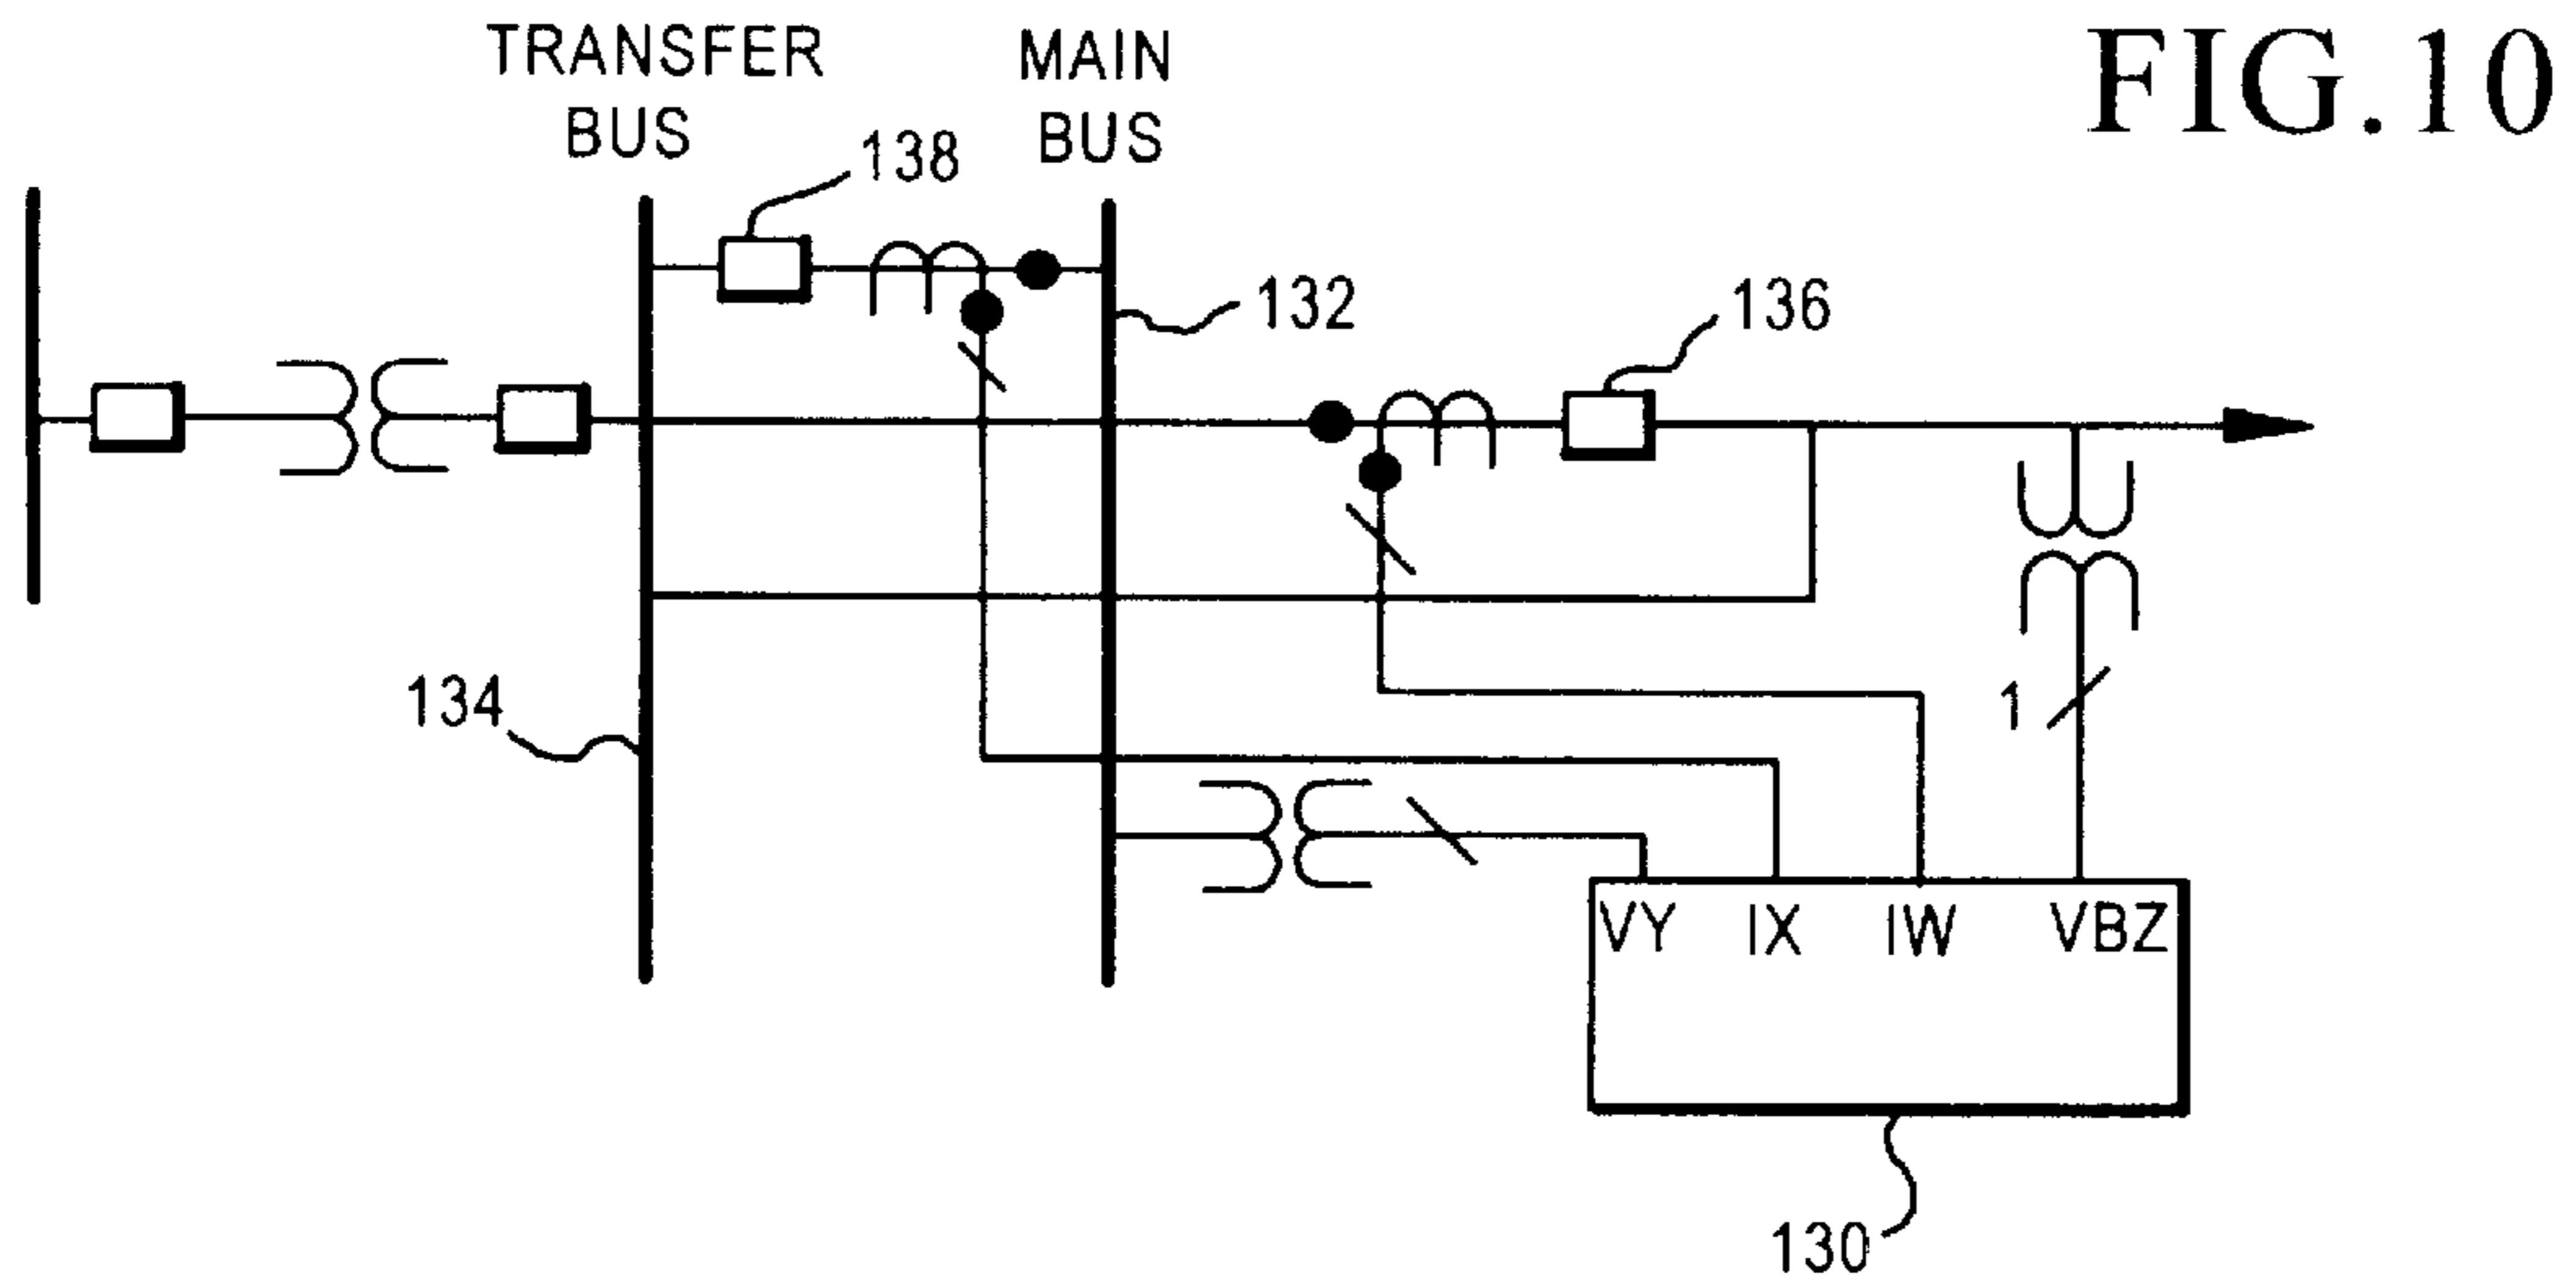 FIG.10
TRANSFER
BUS
MAIN
BUS
138
132
136
134
1
VY IX IW VBZ
130